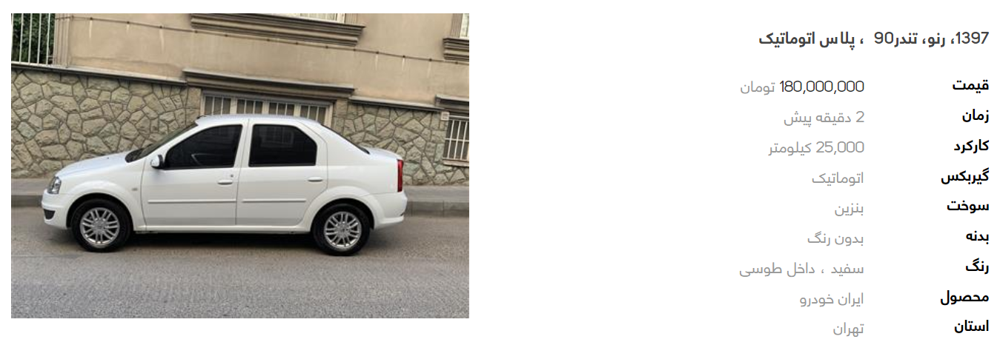 1397، رنو، تندر90 ، پلاس اتوماتیک
قیمت 180,000,000 تومان
زمان 2 دقیقه پیش
کارکرد 25,000 کیلومتر
گیربکس اتوماتیک
سوخت بنزین
بدنه بدون رنگ
رنگ سفید ، داخل طوسی
محصول ایران خودرو
استان تهران